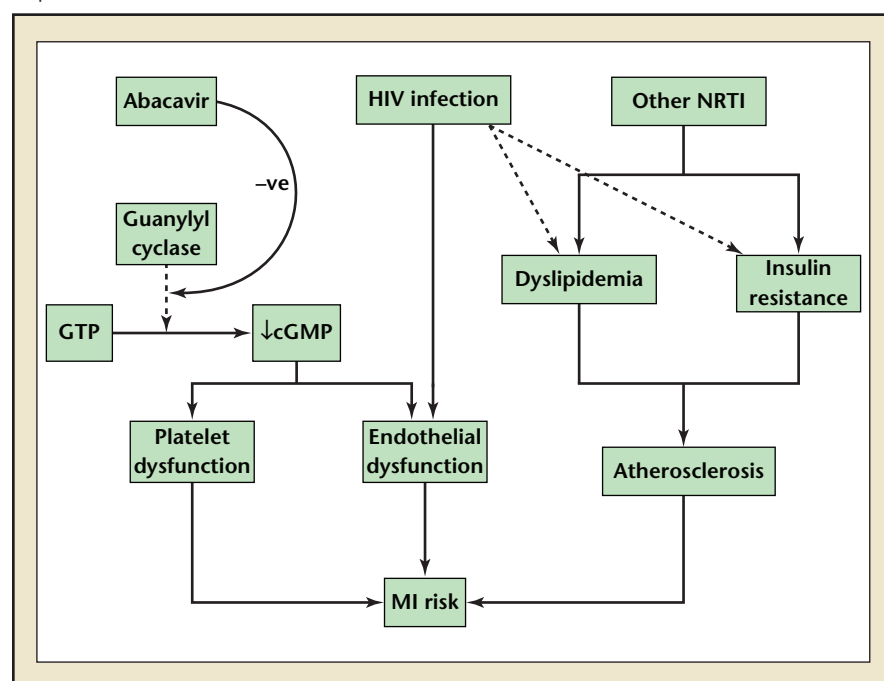 Abacavir
HIV infection
Other NRTI
–ve
Guanylyl
cyclase
Dyslipidemia
Insulin
resistance
GTP
↓cGMP
Platelet
dysfunction
Endothelial
dysfunction
Atherosclerosis
MI risk